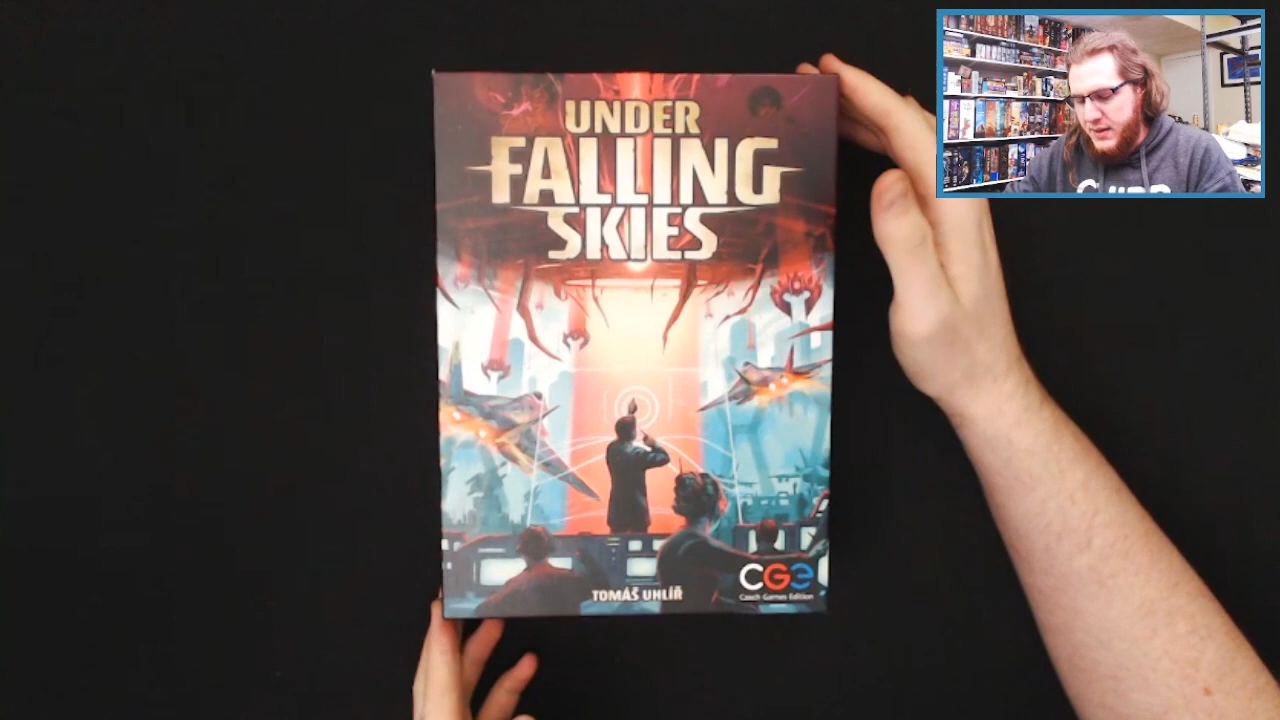 UNDER
FALLING
SKIES
TOMÁŠ UHLÍŘ
CGE
Czech Games Edition